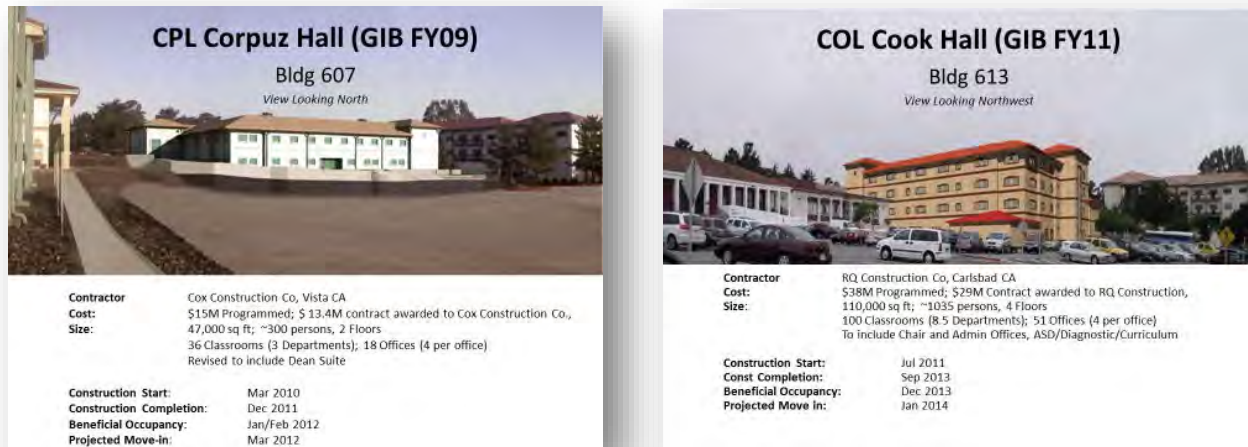 CPL Corpuz Hall (GIB FY09)
Bldg 607
View Looking North
Contractor Cox Construction Co, Vista CA
Cost: $15M Programmed; $ 13.4M contract awarded to Cox Construction Co.,
Size: 47,000 sq ft; ~300 persons, 2 Floors
36 Classrooms (3 Departments); 18 Offices (4 per office)
Revised to include Dean Suite
Construction Start: Mar 2010
Construction Completion: Dec 2011
Beneficial Occupancy: Jan/Feb 2012
Projected Move-in: Mar 2012
COL Cook Hall (GIB FY11)
Bldg 613
View Looking Northwest
Contractor RQ Construction Co, Carlsbad CA
Cost: $38M Programmed; $29M Contract awarded to RQ Construction,
Size: 110,000 sq ft; ~1035 persons, 4 Floors
100 Classrooms (8.5 Departments); 51 Offices (4 per office)
To include Chair and Admin Offices, ASD/Diagnostic/Curriculum
Construction Start: Jul 2011
Const Completion: Sep 2013
Beneficial Occupancy: Dec 2013
Projected Move in: Jan 2014